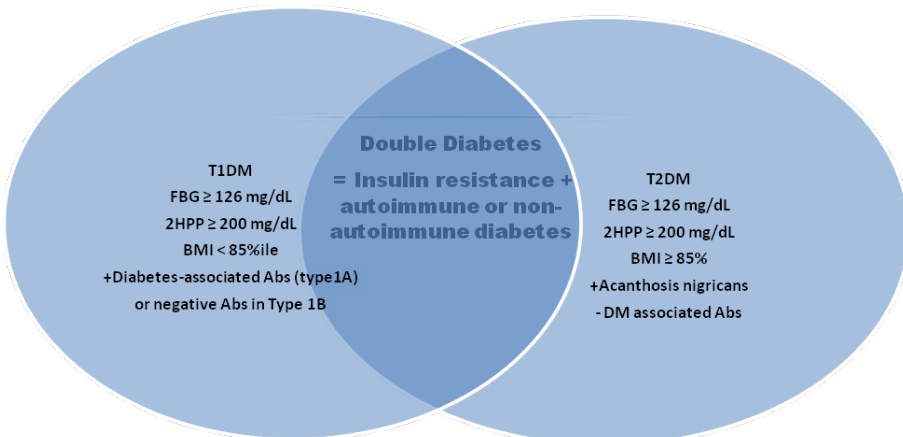 Double Diabetes
= Insulin resistance +
autoimmune or non-
autoimmune diabetes
T1DM
FBG ≥ 126 mg/dL
2HPP ≥ 200 mg/dL
BMI < 85%ile
+Diabetes-associated Abs (type1A)
or negative Abs in Type 1B
T2DM
FBG ≥ 126 mg/dL
2HPP ≥ 200 mg/dL
BMI ≥ 85%
+Acanthosis nigricans
- DM associated Abs